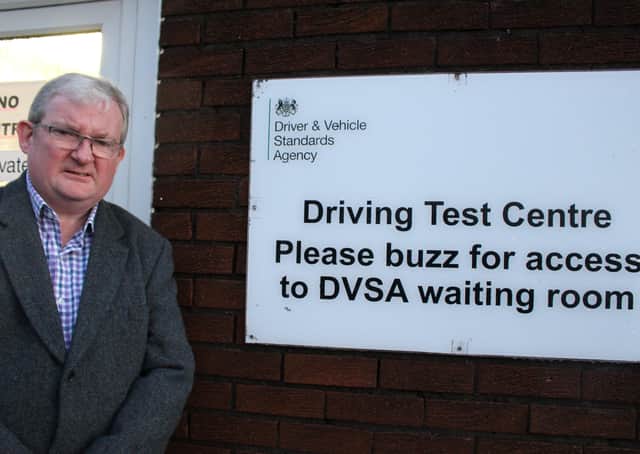 NO
Driver & Vehicle
Standards
Agency
Driving Test Centre
Please buzz for access
to DVSA waiting room